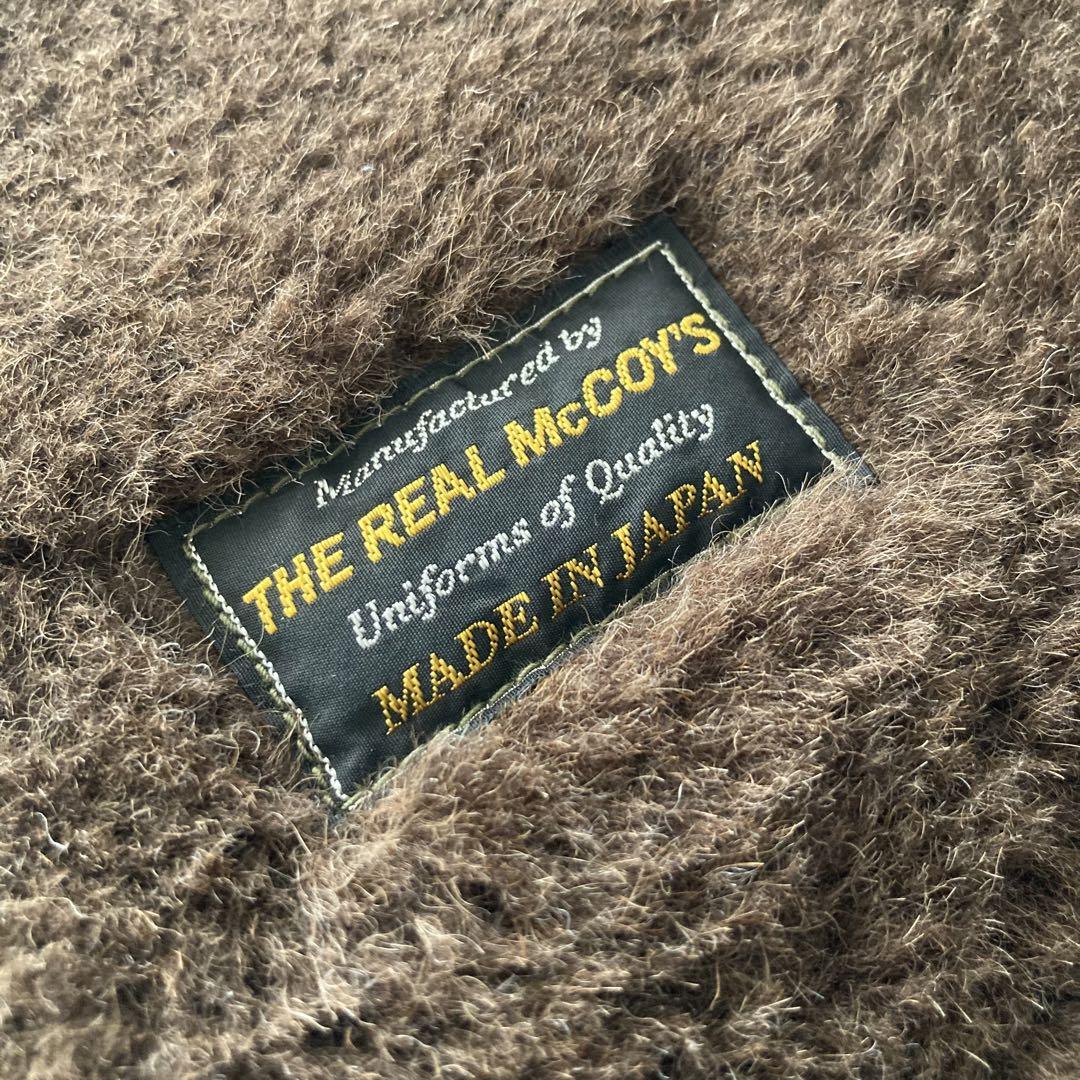 Manufactured by
THE REAL McCOY'S
Uniforms of Quality
MADE IN JAPAN